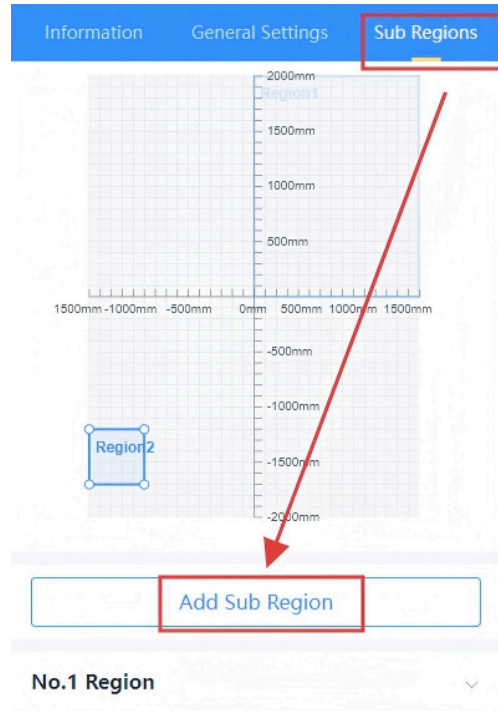 Information General Settings Sub Regions
2000mm
Region1
1500mm
1000mm
500mm
1500mm -1000mm -500mm 0mm 500mm 1000mm 1500mm
-500mm
-1000mm
Region2
-1500mm
-2000mm
Add Sub Region
No.1 Region